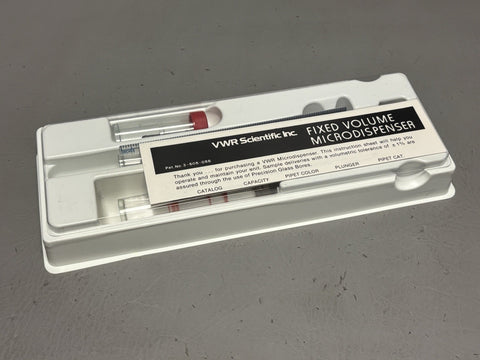 VWR Scientific Inc.
FIXED VOLUME
MICRODISPENSER
Thank you . . . for purchasing a VWR Microdispenser. This instruction sheet will help you
operate and maintain your unit. Sample deliveries with a volumetric tolerance of ±1% are
assured through the use of Precision Glass Bores.
CATALOG CAPACITY PIPET COLOR PLUNGER PIPET CAT.